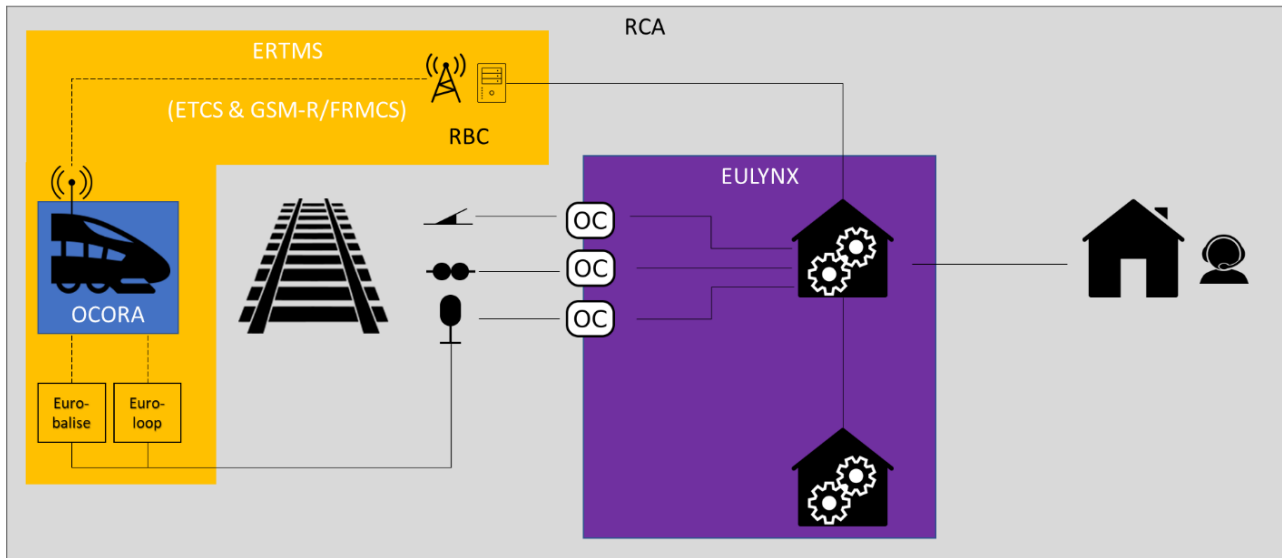 RCA
ERTMS
(ETCS & GSM-R/FRMCS)
RBC
EULYNX
OC
OC
OC
OCORA
Euro-
balise
Euro-
loop